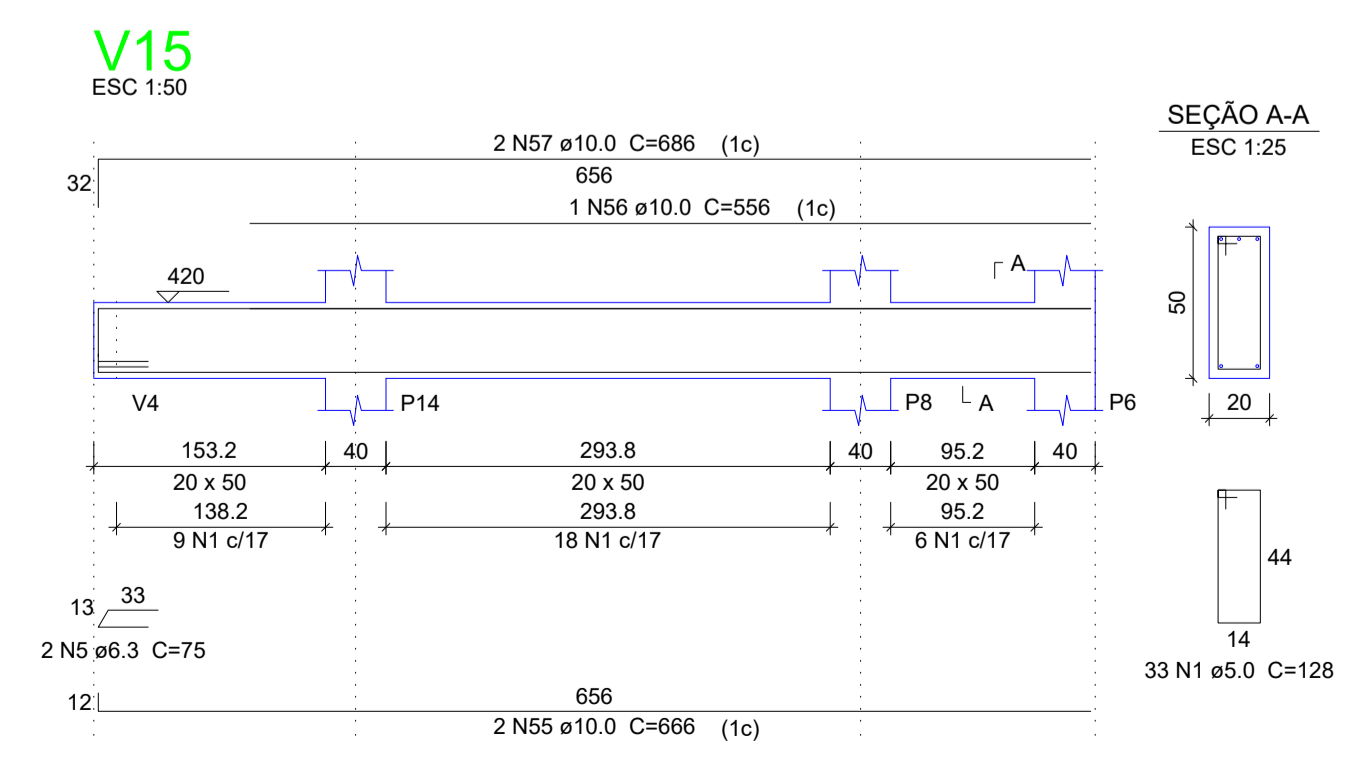 V15
ESC 1:50
SEÇÃO A-A
ESC 1:25
2 N57 ø10.0 C=686 (1c)
32
656
1 N56 ø10.0 C=556 (1c)
420
A
50
20
V4
P14
P8
A
P6
153.2
40
293.8
40
95.2
40
20 x 50
20 x 50
20 x 50
138.2
293.8
95.2
9 N1 c/17
18 N1 c/17
6 N1 c/17
44
14
33 N1 ø5.0 C=128
33
13
2 N5 ø6.3 C=75
12
656
2 N55 ø10.0 C=666 (1c)